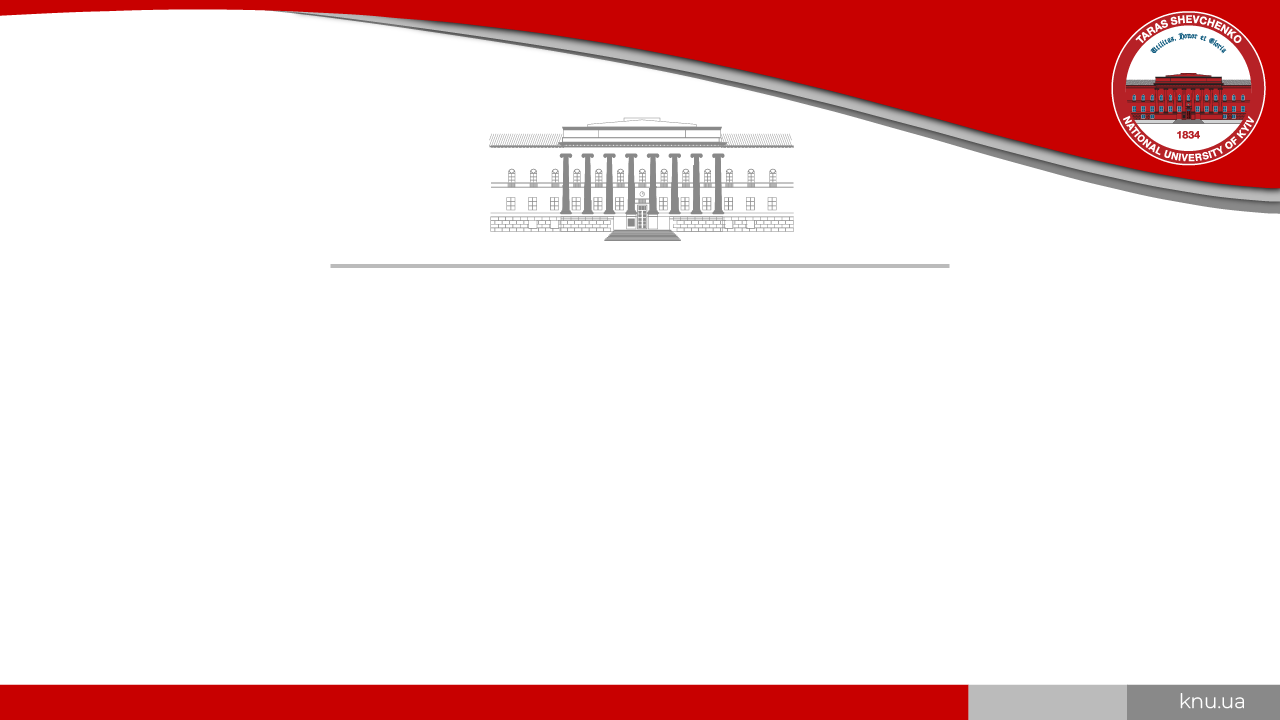 TARAS SHEVCHENKO
Utilitas, Honor et Gloria
1834
NATIONAL UNIVERSITY OF KYIV
knu.ua